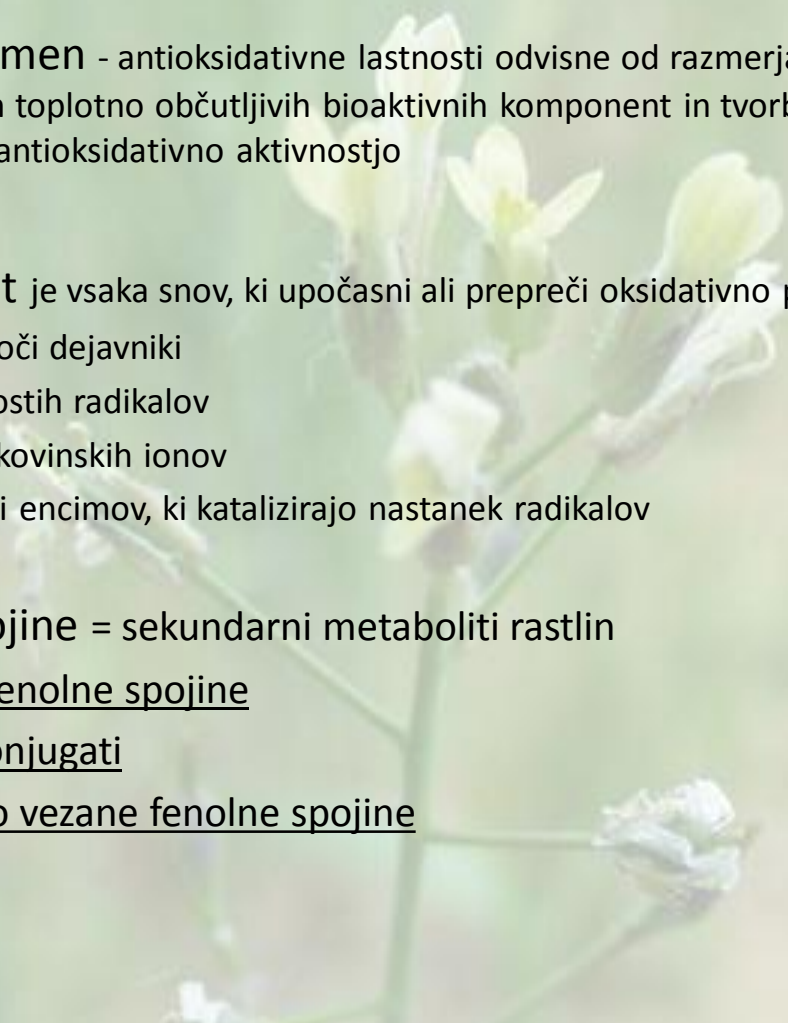 men - antioksidativne lastnosti odvisne od razmerja
toplotno občutljivih bioaktivnih komponent in tvorb
antioksidativno aktivnostjo
t je vsaka snov, ki upočasni ali prepreči oksidativno p
oči dejavniki
ostih radikalov
kovinskih ionov
i encimov, ki katalizirajo nastanek radikalov
ojine = sekundarni metaboliti rastlin
enolne spojine
onjugati
o vezane fenolne spojine